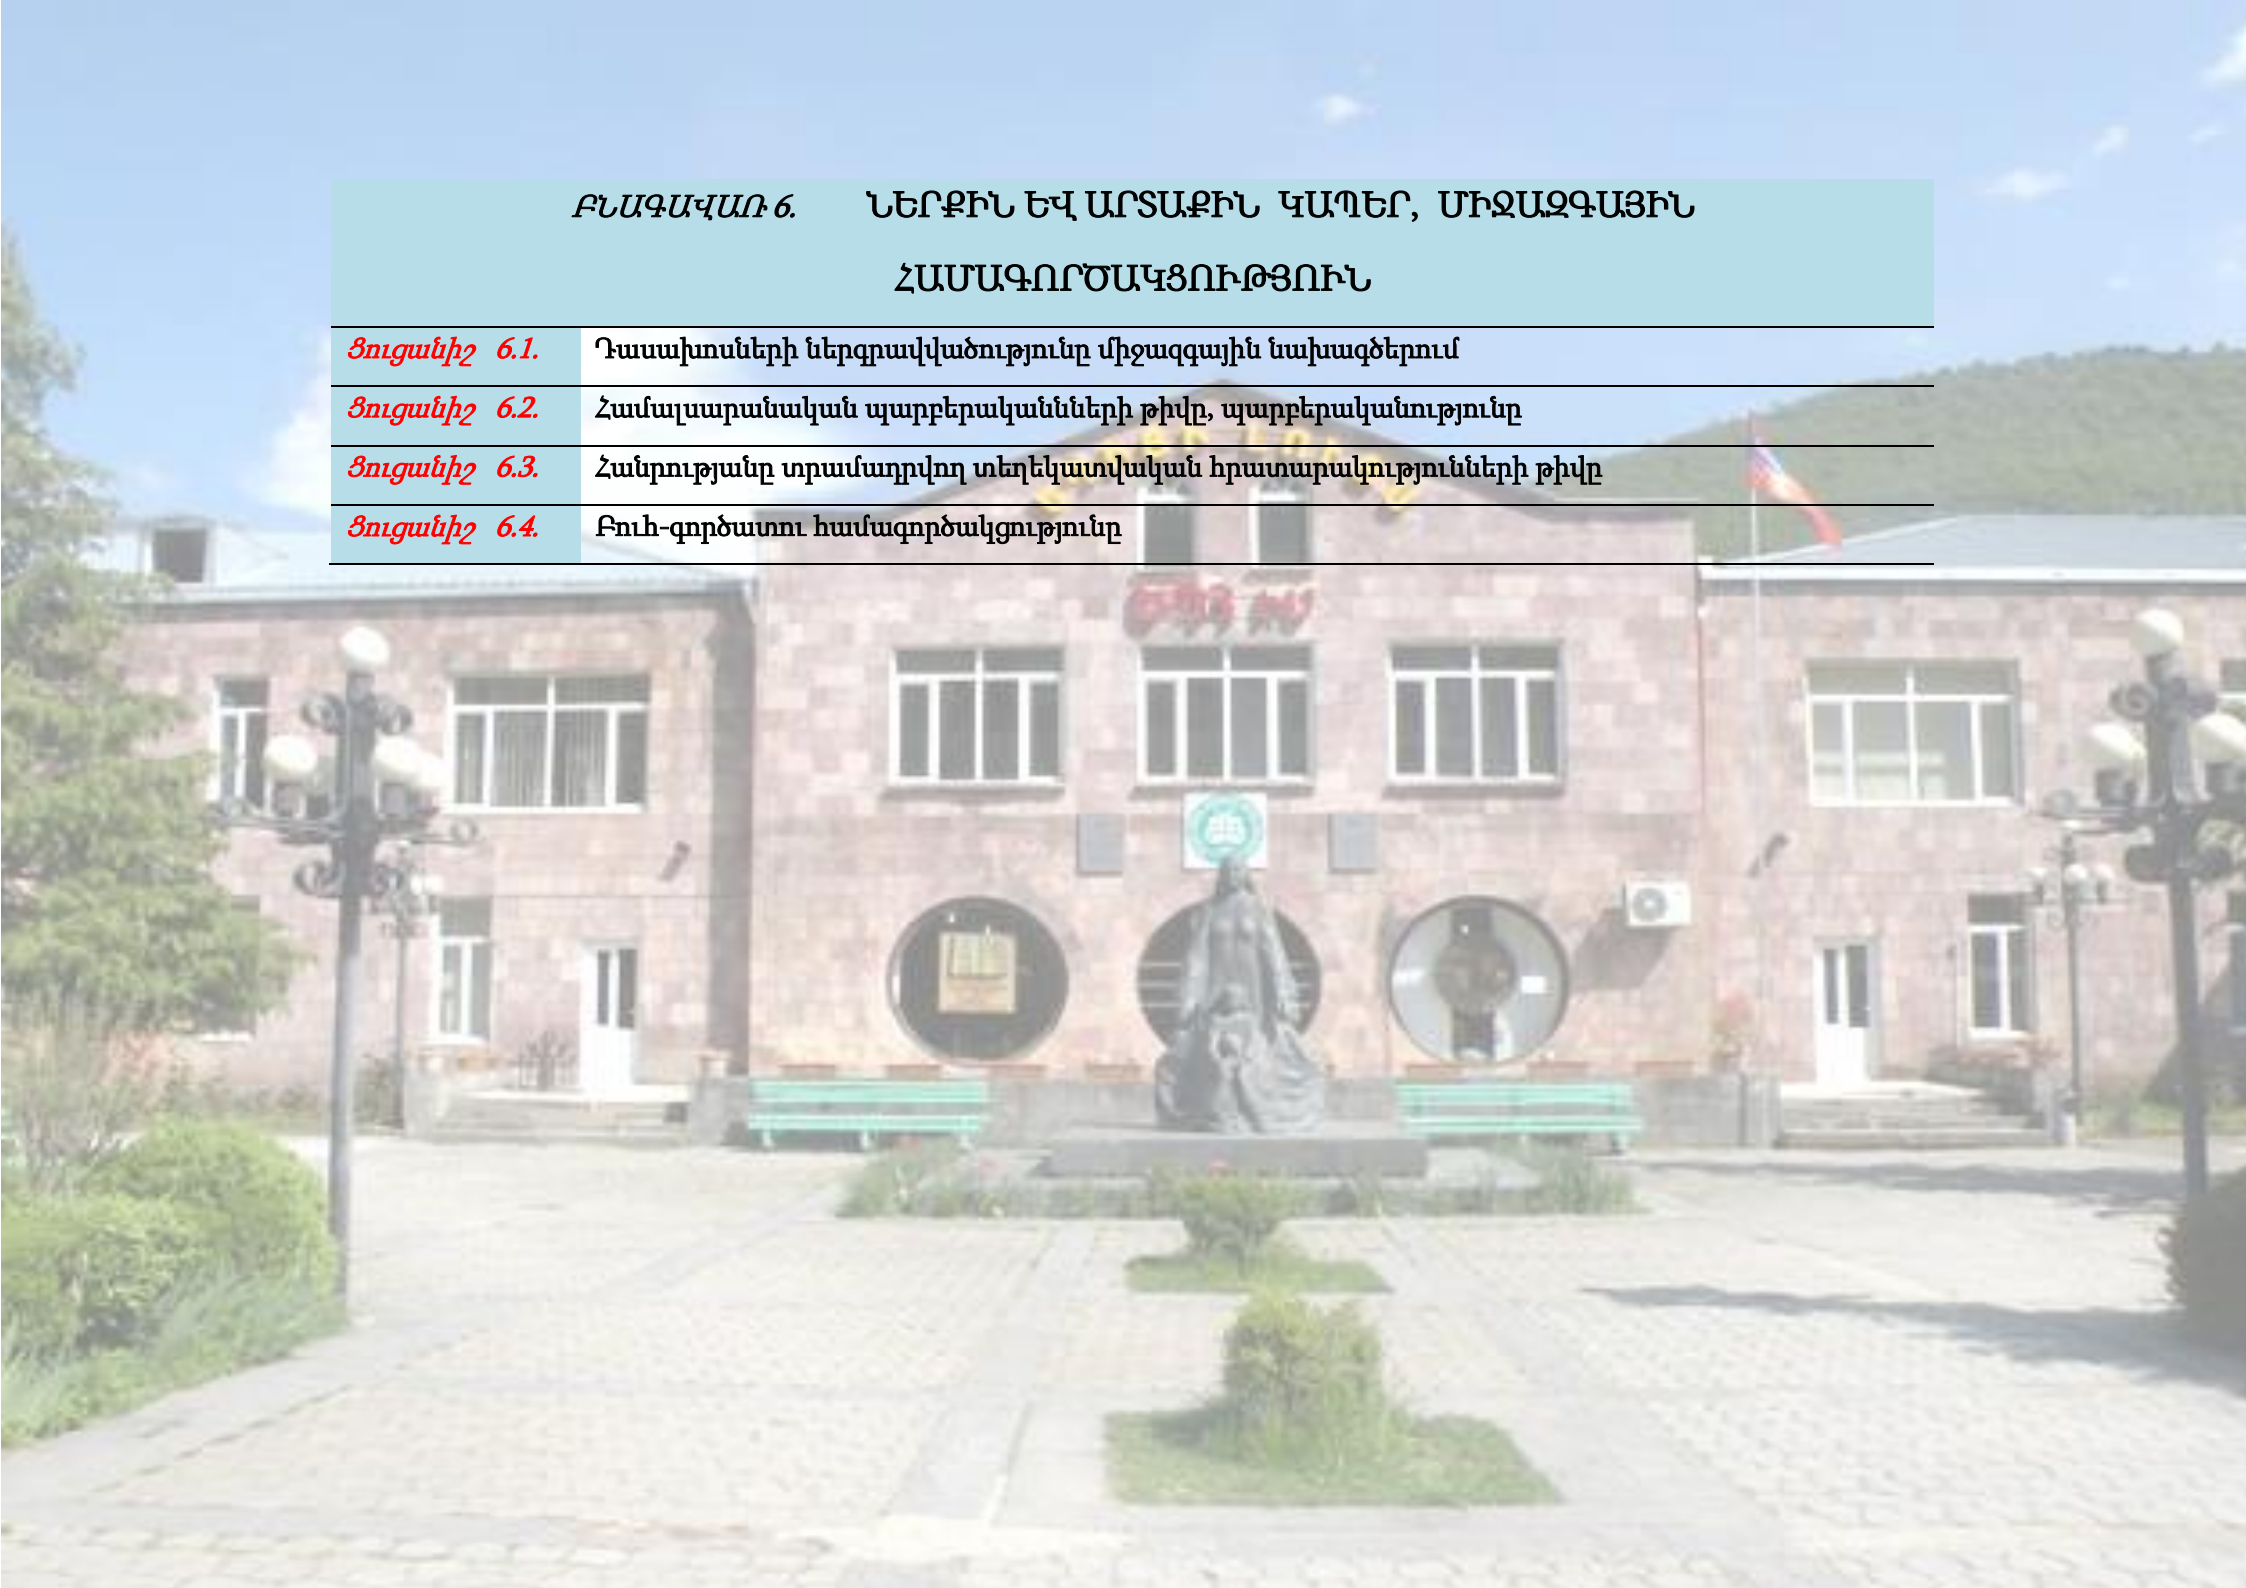 ԲՆԱԳԱՎԱՌ 6. ՆԵՐՔԻՆ ԵՎ ԱՐՏԱՔԻՆ ԿԱՊԵՐ, ՄԻՋԱԶԳԱՅԻՆ
ՀԱՄԱԳՈՐԾԱԿՑՈՒԹՅՈՒՆ
Ցուցանիշ 6.1. Դասախոսների ներգրավվածությունը միջազգային նախագծերում
Ցուցանիշ 6.2. Համալսարանական պարբերականնների թիվը, պարբերականությունը
Ցուցանիշ 6.3. Հանրությանը տրամադրվող տեղեկատվական հրատարակությունների թիվը
Ցուցանիշ 6.4. Բուհ-գործատու համագործակցությունը